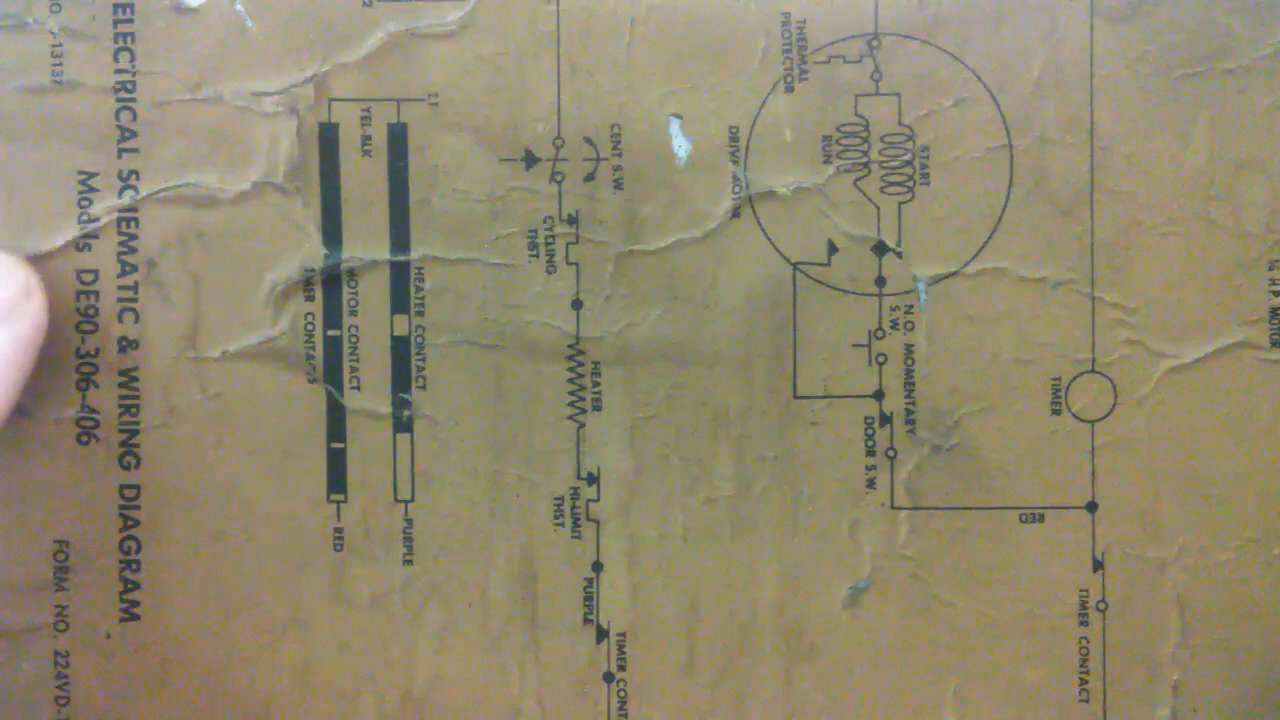 ¼ H.P. MOTOR
TIMER
RED
TIMER CONTACT
THERMAL
PROTECTOR
START
RUN
DRIVE MOTOR
N.O. MOMENTARY
S.W.
DOOR S.W.
CENT S.W.
CYCLING
THST.
HEATER
HI-LIMIT
THST.
PURPLE
TIMER CONT
L1
YEL-BLK
HEATER CONTACT
PURPLE
MOTOR CONTACT
TIMER CONTACTS
RED
ELECTRICAL SCHEMATIC & WIRING DIAGRAM
Models DE90-306-406
FORM NO. 224VD-